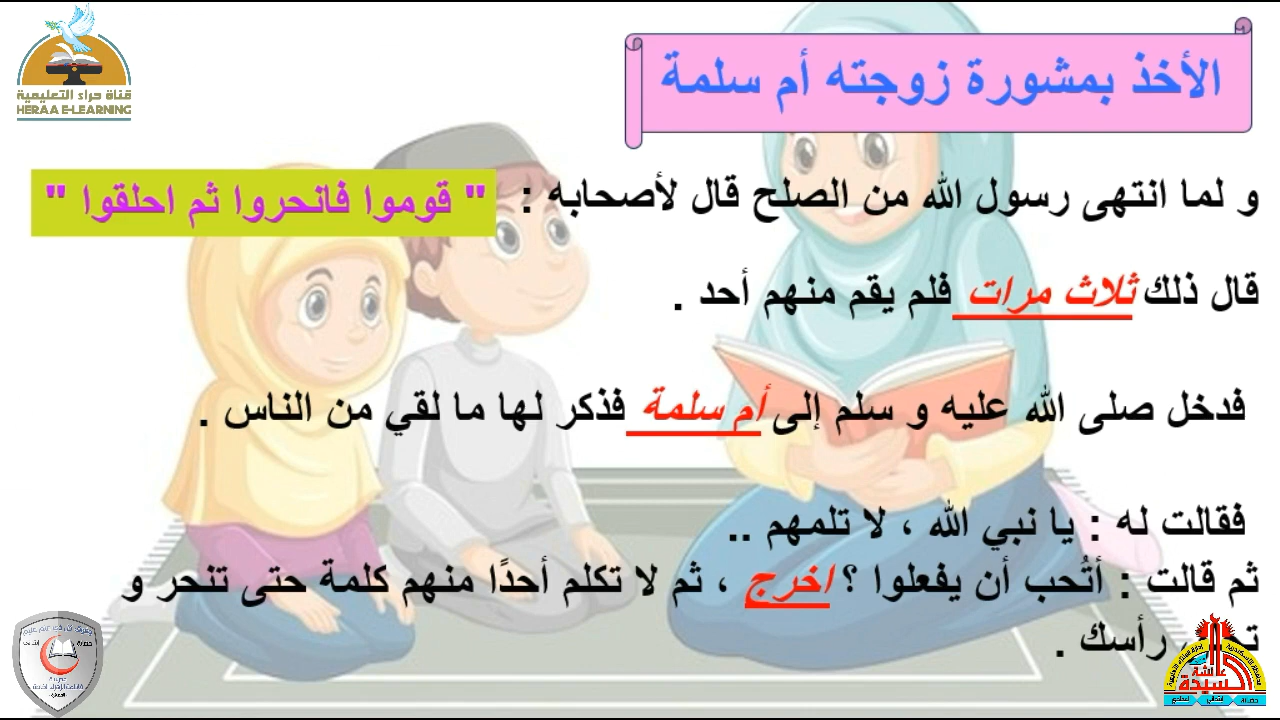 قناة حراء التعليمية
HERAA E-LEARNING
الأخذ بمشورة زوجته أم سلمة
و لما انتهى رسول الله من الصلح قال لأصحابه : " قوموا فانحروا ثم احلقوا "
قال ذلك ثلاث مرات فلم يقم منهم أحد .
فدخل صلى الله عليه و سلم إلى أم سلمة فذكر لها ما لقي من الناس .
فقالت له : يا نبي الله ، لا تلمهم ..
ثم قالت : أتُحب أن يفعلوا ؟ اخرج ، ثم لا تكلم أحدًا منهم كلمة حتى تنحر و
رأسك .
السيدة
عائشة